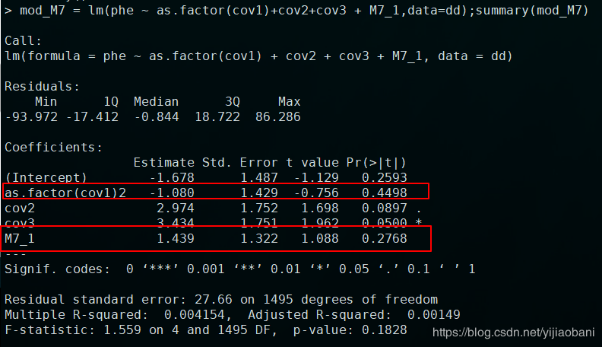 > mod_M7 = lm(phe ~ as.factor(cov1)+cov2+cov3 + M7_1,data=dd);summary(mod_M7)
Call:
lm(formula = phe ~ as.factor(cov1) + cov2 + cov3 + M7_1, data = dd)
Residuals:
Min 1Q Median 3Q Max
-93.972 -17.412 -0.844 18.722 86.286
Coefficients:
Estimate Std. Error t value Pr(>|t|)
(Intercept) -1.678 1.487 -1.129 0.2593
as.factor(cov1)2 -1.080 1.429 -0.756 0.4498
cov2 2.974 1.752 1.698 0.0897 .
cov3 3.434 1.751 1.962 0.0500 *
M7_1 1.439 1.322 1.088 0.2768
---
Signif. codes: 0 ‘***’ 0.001 ‘**’ 0.01 ‘*’ 0.05 ‘.’ 0.1 ‘ ’ 1
Residual standard error: 27.66 on 1495 degrees of freedom
Multiple R-squared: 0.004154, Adjusted R-squared: 0.00149
F-statistic: 1.559 on 4 and 1495 DF, p-value: 0.1828
https://blog.csdn.net/yijiaobani